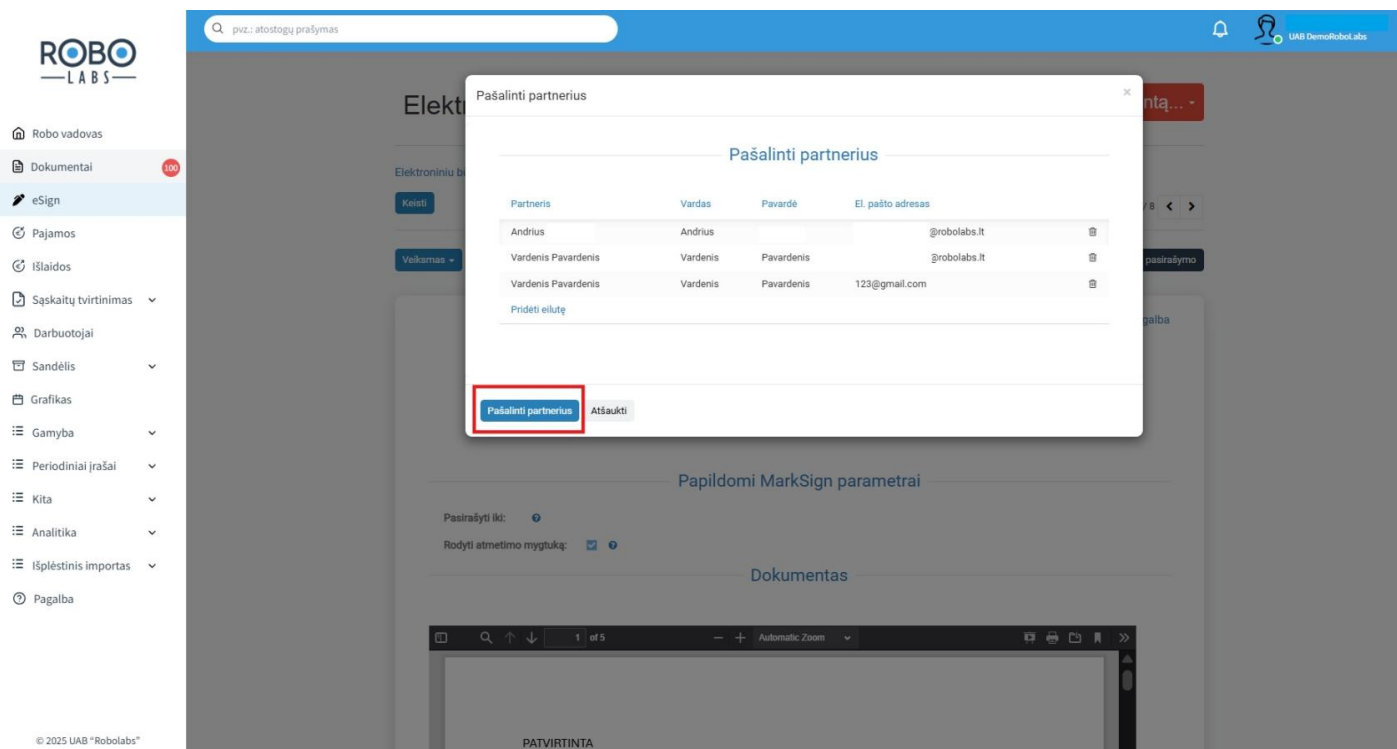 pvz.: atostogų prašymas
UAB DemoRoboLabs
ROBO
LABS
Robo vadovas
Dokumentai 100
eSign
Pajamos
Išlaidos
Sąskaitų tvirtinimas
Darbuotojai
Sandėlis
Grafikas
Gamyba
Periodiniai įrašai
Kita
Analitika
Išplėstinis importas
Pagalba
© 2025 UAB "Robolabs"
Elektr
ntą...
Elektroniniu bi
Keisti
/ 8
Veiksmas
pasirašymo
galba
Pašalinti partnerius ×
Pašalinti partnerius
Partneris Vardas Pavardė El. pašto adresas
Andrius Andrius @robolabs.lt
Vardenis Pavardenis Vardenis Pavardenis @robolabs.lt
Vardenis Pavardenis Vardenis Pavardenis 123@gmail.com
Pridėti eilutę
Pašalinti partnerius Atšaukti
Papildomi MarkSign parametrai
Pasirašyti iki:
Rodyti atmetimo mygtuką:
Dokumentas
1 of 5 Automatic Zoom
PATVIRTINTA